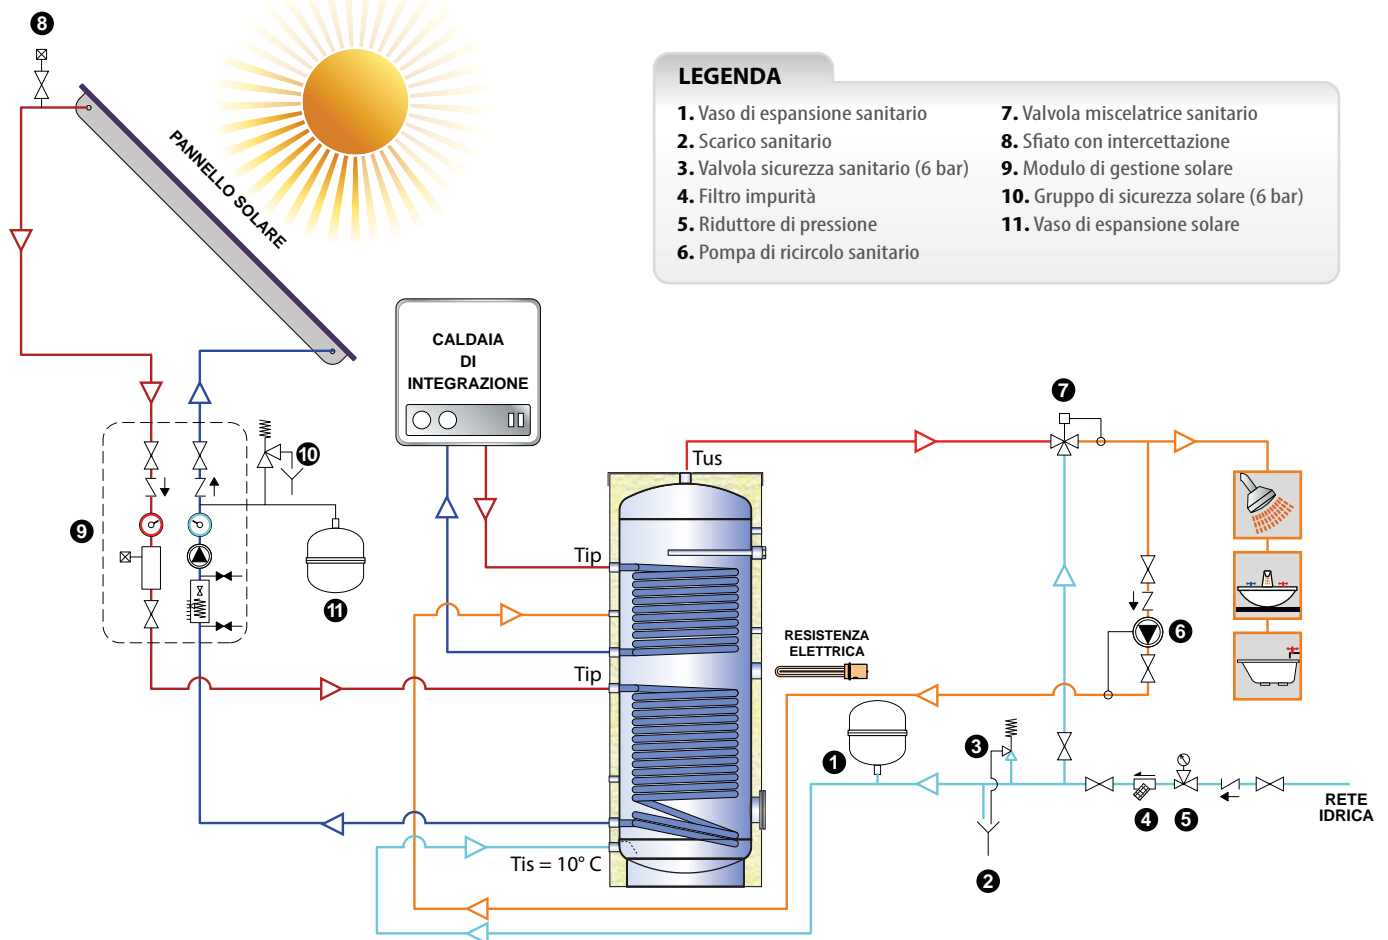 8
LEGENDA
1. Vaso di espansione sanitario
2. Scarico sanitario
3. Valvola sicurezza sanitario (6 bar)
4. Filtro impurità
5. Riduttore di pressione
6. Pompa di ricircolo sanitario
7. Valvola miscelatrice sanitario
8. Sfiato con intercettazione
9. Modulo di gestione solare
10. Gruppo di sicurezza solare (6 bar)
11. Vaso di espansione solare
PANNELLO SOLARE
CALDAIA
DI
INTEGRAZIONE
7
10
Tus
9
Tip
11
RESISTENZA
ELETTRICA
6
Tip
3
1
4
5
RETE
IDRICA
Tis = 10° C
2